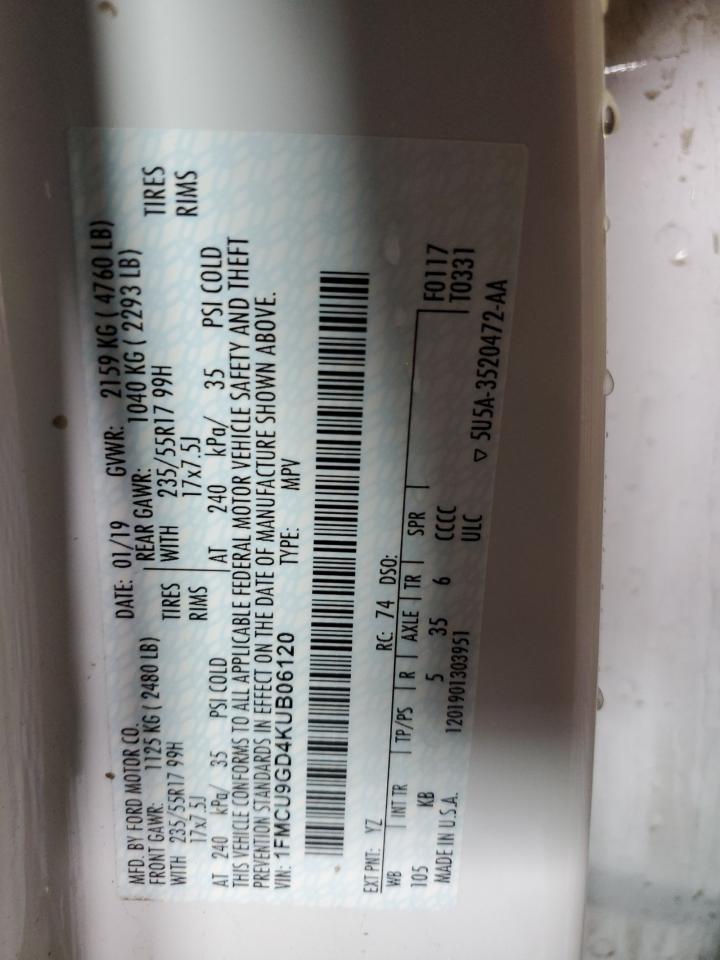 MFD. BY FORD MOTOR CO. DATE: 01/19 GVWR: 2159 KG ( 4760 LB)
FRONT GAWR: 1125 KG ( 2480 LB) REAR GAWR: 1040 KG ( 2293 LB)
WITH 235/55R17 99H TIRES WITH 235/55R17 99H TIRES
17x7.5J RIMS 17x7.5J RIMS
AT 240 kPa/ 35 PSI COLD AT 240 kPa/ 35 PSI COLD
THIS VEHICLE CONFORMS TO ALL APPLICABLE FEDERAL MOTOR VEHICLE SAFETY AND THEFT
PREVENTION STANDARDS IN EFFECT ON THE DATE OF MANUFACTURE SHOWN ABOVE.
VIN: 1FMCU9GD4KUB06120 TYPE: MPV
EXT PNT: YZ RC: 74 DSO: F0117
WB INT TR TP/PS R AXLE TR SPR T0331
105 KB 5 35 6 CCCC
MADE IN U.S.A. 1201901303951 ULC ▽ 5U5A-3520472-AA